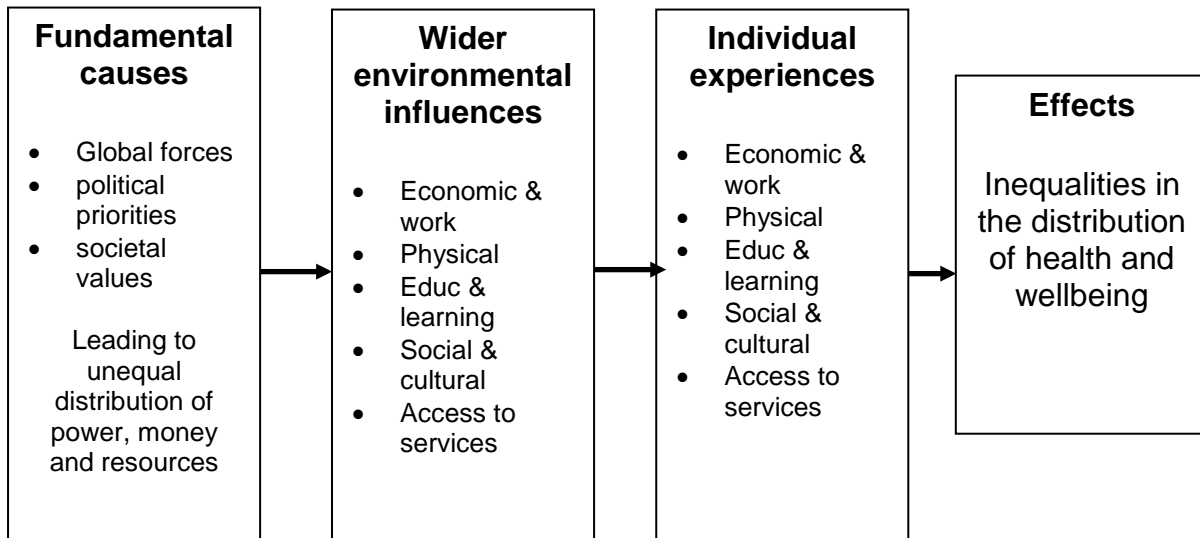 Fundamental
causes
• Global forces
• political
priorities
• societal
values
Leading to
unequal
distribution of
power, money
and resources
Wider
environmental
influences
• Economic &
work
• Physical
• Educ &
learning
• Social &
cultural
• Access to
services
Individual
experiences
• Economic &
work
• Physical
• Educ &
learning
• Social &
cultural
• Access to
services
Effects
Inequalities in
the distribution
of health and
wellbeing